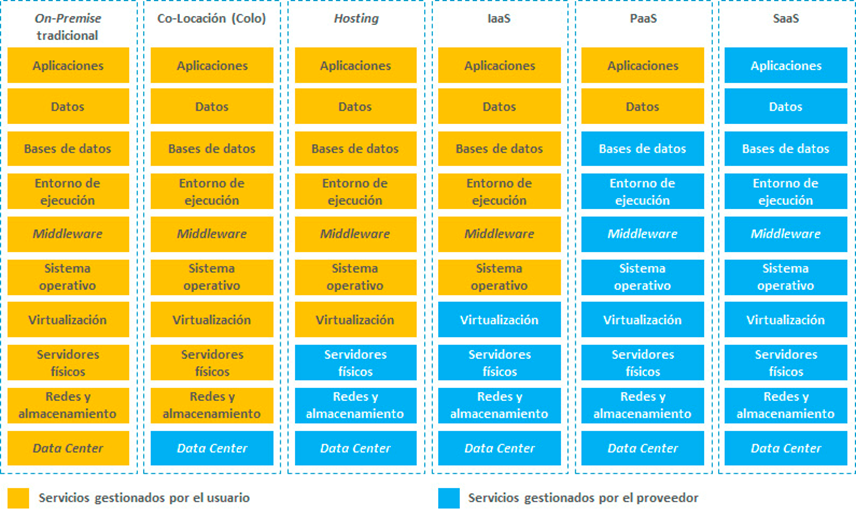 On-Premise
tradicional
Co-Locación (Colo)
Hosting
IaaS
PaaS
SaaS
Aplicaciones
Aplicaciones
Aplicaciones
Aplicaciones
Aplicaciones
Aplicaciones
Datos
Datos
Datos
Datos
Datos
Datos
Bases de datos
Bases de datos
Bases de datos
Bases de datos
Bases de datos
Bases de datos
Entorno de
ejecución
Entorno de
ejecución
Entorno de
ejecución
Entorno de
ejecución
Entorno de
ejecución
Entorno de
ejecución
Middleware
Middleware
Middleware
Middleware
Middleware
Middleware
Sistema
operativo
Sistema
operativo
Sistema
operativo
Sistema
operativo
Sistema
operativo
Sistema
operativo
Virtualización
Virtualización
Virtualización
Virtualización
Virtualización
Virtualización
Servidores
físicos
Servidores
físicos
Servidores
físicos
Servidores
físicos
Servidores
físicos
Servidores
físicos
Redes y
almacenamiento
Redes y
almacenamiento
Redes y
almacenamiento
Redes y
almacenamiento
Redes y
almacenamiento
Redes y
almacenamiento
Data Center
Data Center
Data Center
Data Center
Data Center
Data Center
Servicios gestionados por el usuario
Servicios gestionados por el proveedor